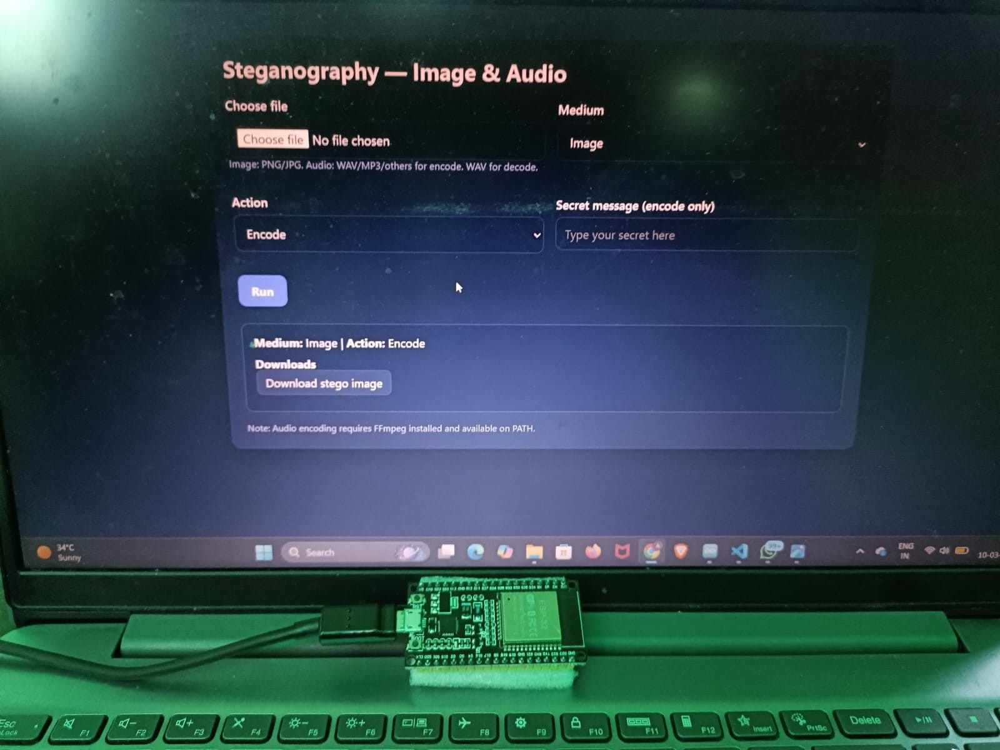 Steganography — Image & Audio
Choose file
Medium
Choose file No file chosen
Image
Image: PNG/JPG. Audio: WAV/MP3/others for encode. WAV for decode.
Action
Secret message (encode only)
Encode
Type your secret here
Run
Medium: Image | Action: Encode
Downloads
Download stego image
Note: Audio encoding requires FFmpeg installed and available on PATH.
34°C
Sunny
Search
99+
ENG
IN
10-03-
ESP-32
Esc
F1
F2
F3
F4
F5
F6
F7
F8
F9
F10
F11
F12
Insert
PrtSc
Delete